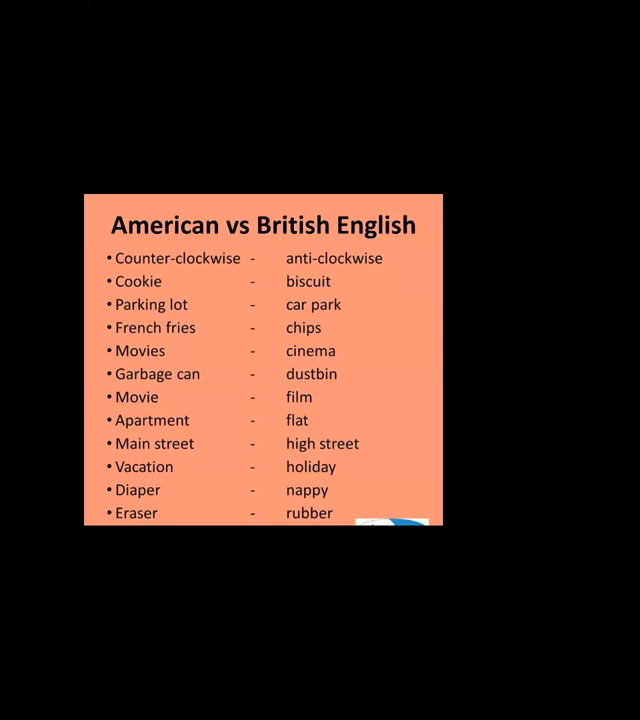 American vs British English
• Counter-clockwise - anti-clockwise
• Cookie - biscuit
• Parking lot - car park
• French fries - chips
• Movies - cinema
• Garbage can - dustbin
• Movie - film
• Apartment - flat
• Main street - high street
• Vacation - holiday
• Diaper - nappy
• Eraser - rubber